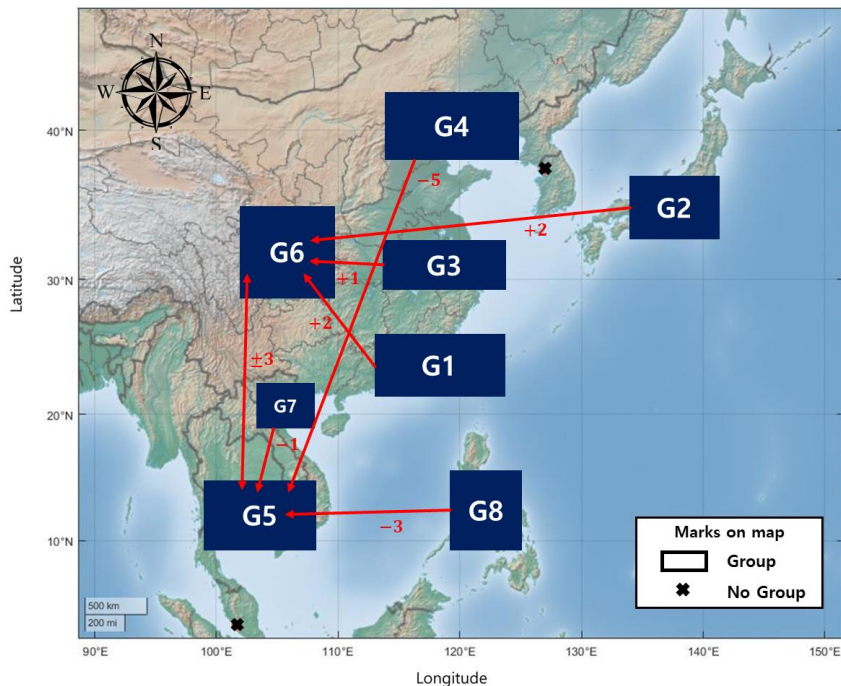 N
W E
S
40°N
30°N
20°N
10°N
Latitude
G4
−5
G2
+2
G6
G3
+1
+2
G1
±3
G7
−1
G5
−3
G8
Marks on map
Group
No Group
500 km
200 mi
90°E 100°E 110°E 120°E 130°E 140°E 150°E
Longitude